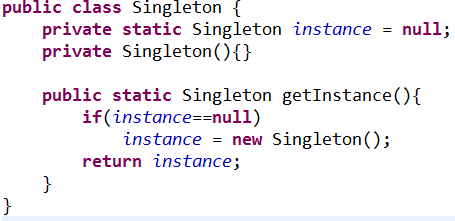 public class Singleton {
    private static Singleton instance = null;
    private Singleton(){}

    public static Singleton getInstance(){
        if(instance==null)
            instance = new Singleton();
        return instance;
    }
}